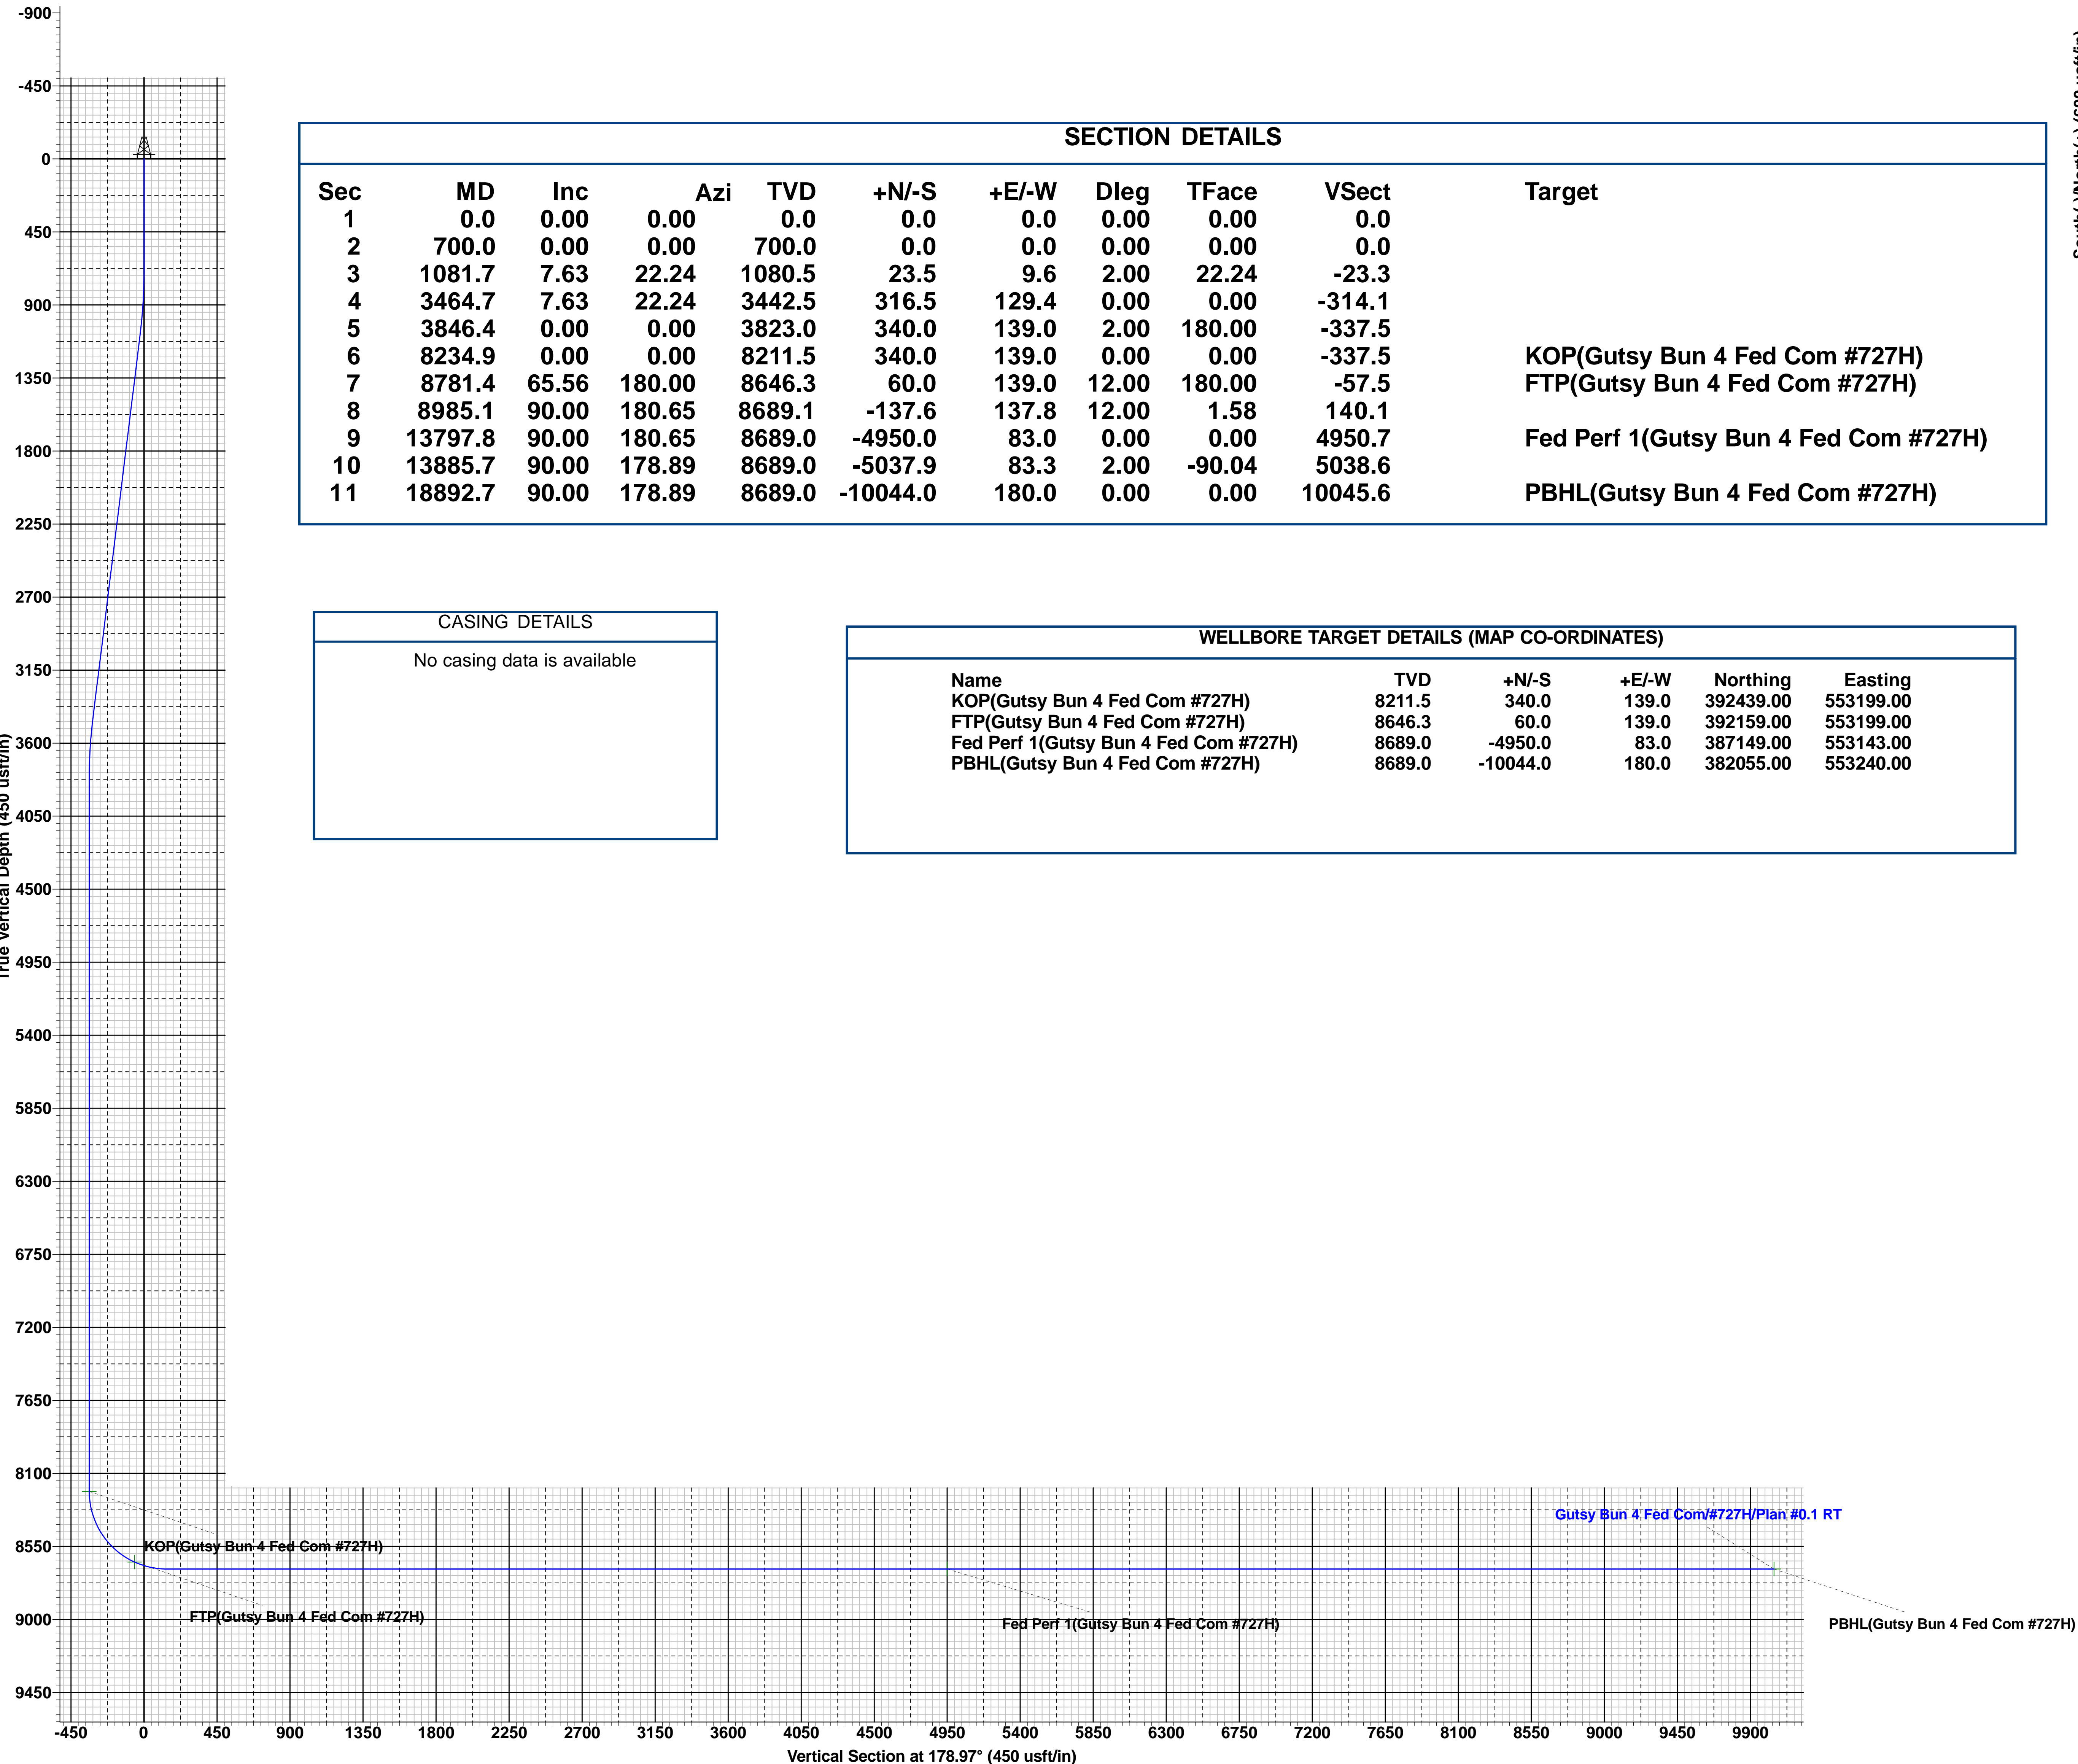 SECTION DETAILS
Sec MD Inc Azi TVD +N/-S +E/-W Dleg TFace VSect Target
1 0.0 0.00 0.00 0.0 0.0 0.0 0.00 0.00 0.0
2 700.0 0.00 0.00 700.0 0.0 0.0 0.00 0.00 0.0
3 1081.7 7.63 22.24 1080.5 23.5 9.6 2.00 22.24 -23.3
4 3464.7 7.63 22.24 3442.5 316.5 129.4 0.00 0.00 -314.1
5 3846.4 0.00 0.00 3823.0 340.0 139.0 2.00 180.00 -337.5
6 8234.9 0.00 0.00 8211.5 340.0 139.0 0.00 0.00 -337.5 KOP(Gutsy Bun 4 Fed Com #727H)
7 8781.4 65.56 180.00 8646.3 60.0 139.0 12.00 180.00 -57.5 FTP(Gutsy Bun 4 Fed Com #727H)
8 8985.1 90.00 180.65 8689.1 -137.6 137.8 12.00 1.58 140.1
9 13797.8 90.00 180.65 8689.0 -4950.0 83.0 0.00 0.00 4950.7 Fed Perf 1(Gutsy Bun 4 Fed Com #727H)
10 13885.7 90.00 178.89 8689.0 -5037.9 83.3 2.00 -90.04 5038.6
11 18892.7 90.00 178.89 8689.0 -10044.0 180.0 0.00 0.00 10045.6 PBHL(Gutsy Bun 4 Fed Com #727H)
CASING DETAILS
No casing data is available
WELLBORE TARGET DETAILS (MAP CO-ORDINATES)
Name TVD +N/-S +E/-W Northing Easting
KOP(Gutsy Bun 4 Fed Com #727H) 8211.5 340.0 139.0 392439.00 553199.00
FTP(Gutsy Bun 4 Fed Com #727H) 8646.3 60.0 139.0 392159.00 553199.00
Fed Perf 1(Gutsy Bun 4 Fed Com #727H) 8689.0 -4950.0 83.0 387149.00 553143.00
PBHL(Gutsy Bun 4 Fed Com #727H) 8689.0 -10044.0 180.0 382055.00 553240.00
True Vertical Depth (450 usft/in)
-900
-450
0
450
900
1350
1800
2250
2700
3150
3600
4050
4500
4950
5400
5850
6300
6750
7200
7650
8100
8550
9000
9450
Gutsy Bun 4 Fed Com/#727H/Plan #0.1 RT
KOP(Gutsy Bun 4 Fed Com #727H)
FTP(Gutsy Bun 4 Fed Com #727H)
Fed Perf 1(Gutsy Bun 4 Fed Com #727H)
PBHL(Gutsy Bun 4 Fed Com #727H)
-450 0 450 900 1350 1800 2250 2700 3150 3600 4050 4500 4950 5400 5850 6300 6750 7200 7650 8100 8550 9000 9450 9900
Vertical Section at 178.97° (450 usft/in)